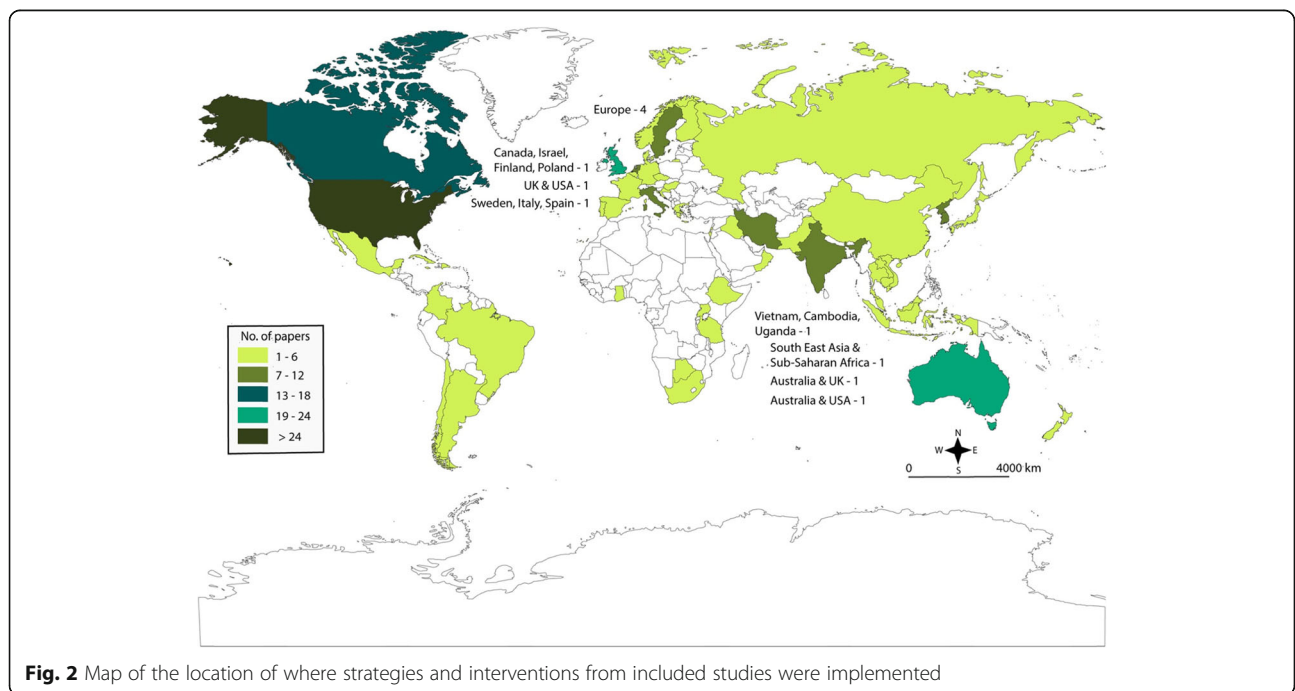 Europe - 4
Canada, Israel,
Finland, Poland - 1
UK & USA - 1
Sweden, Italy, Spain - 1
Vietnam, Cambodia,
Uganda - 1
South East Asia &
Sub-Saharan Africa - 1
Australia & UK - 1
Australia & USA - 1
No. of papers
1 - 6
7 - 12
13 - 18
19 - 24
> 24
N
W E
S
0 4000 km
Fig. 2 Map of the location of where strategies and interventions from included studies were implemented